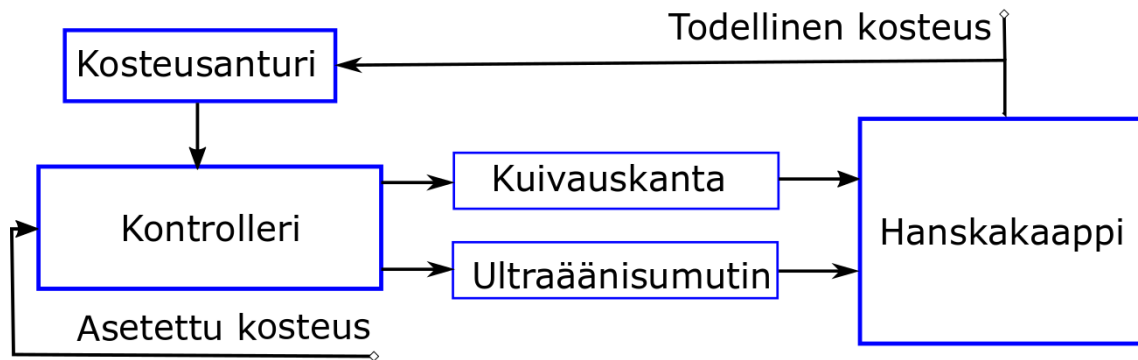 Todellinen kosteus
Kosteusanturi
Kuivauskanta
Kontrolleri
Hanskakaappi
Ultraäänisumutin
Asetettu kosteus